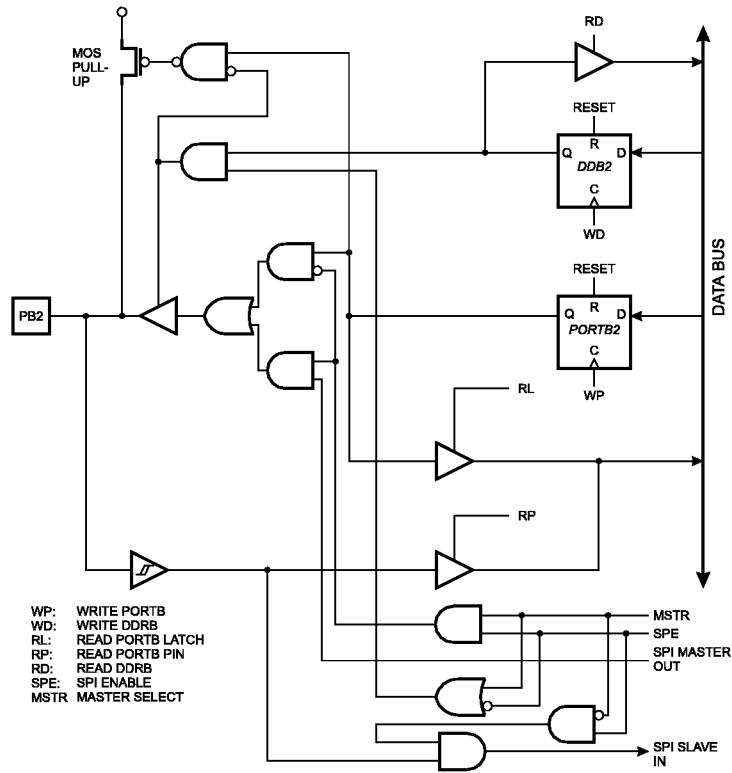 RD
MOS
PULL-
UP
RESET
R
Q D
DDB2
C
WD
DATA BUS
RESET
R
Q D
PORTB2
C
WP
PB2
RL
RP
WP: WRITE PORTB
WD: WRITE DDRB
RL: READ PORTB LATCH
RP: READ PORTB PIN
RD: READ DDRB
SPE: SPI ENABLE
MSTR MASTER SELECT
MSTR
SPE
SPI MASTER
OUT
SPI SLAVE
IN